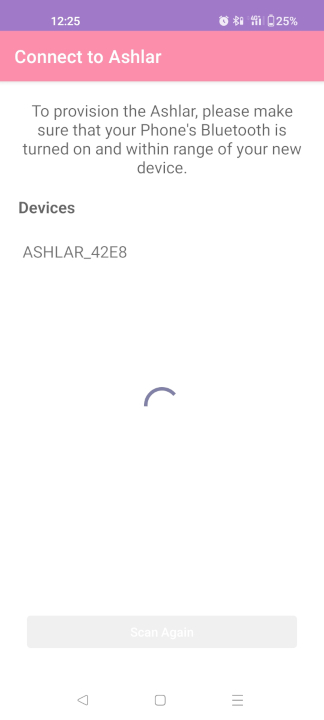 12:25
25%
Connect to Ashlar
To provision the Ashlar, please make
sure that your Phone's Bluetooth is
turned on and within range of your new
device.
Devices
ASHLAR_42E8
Scan Again